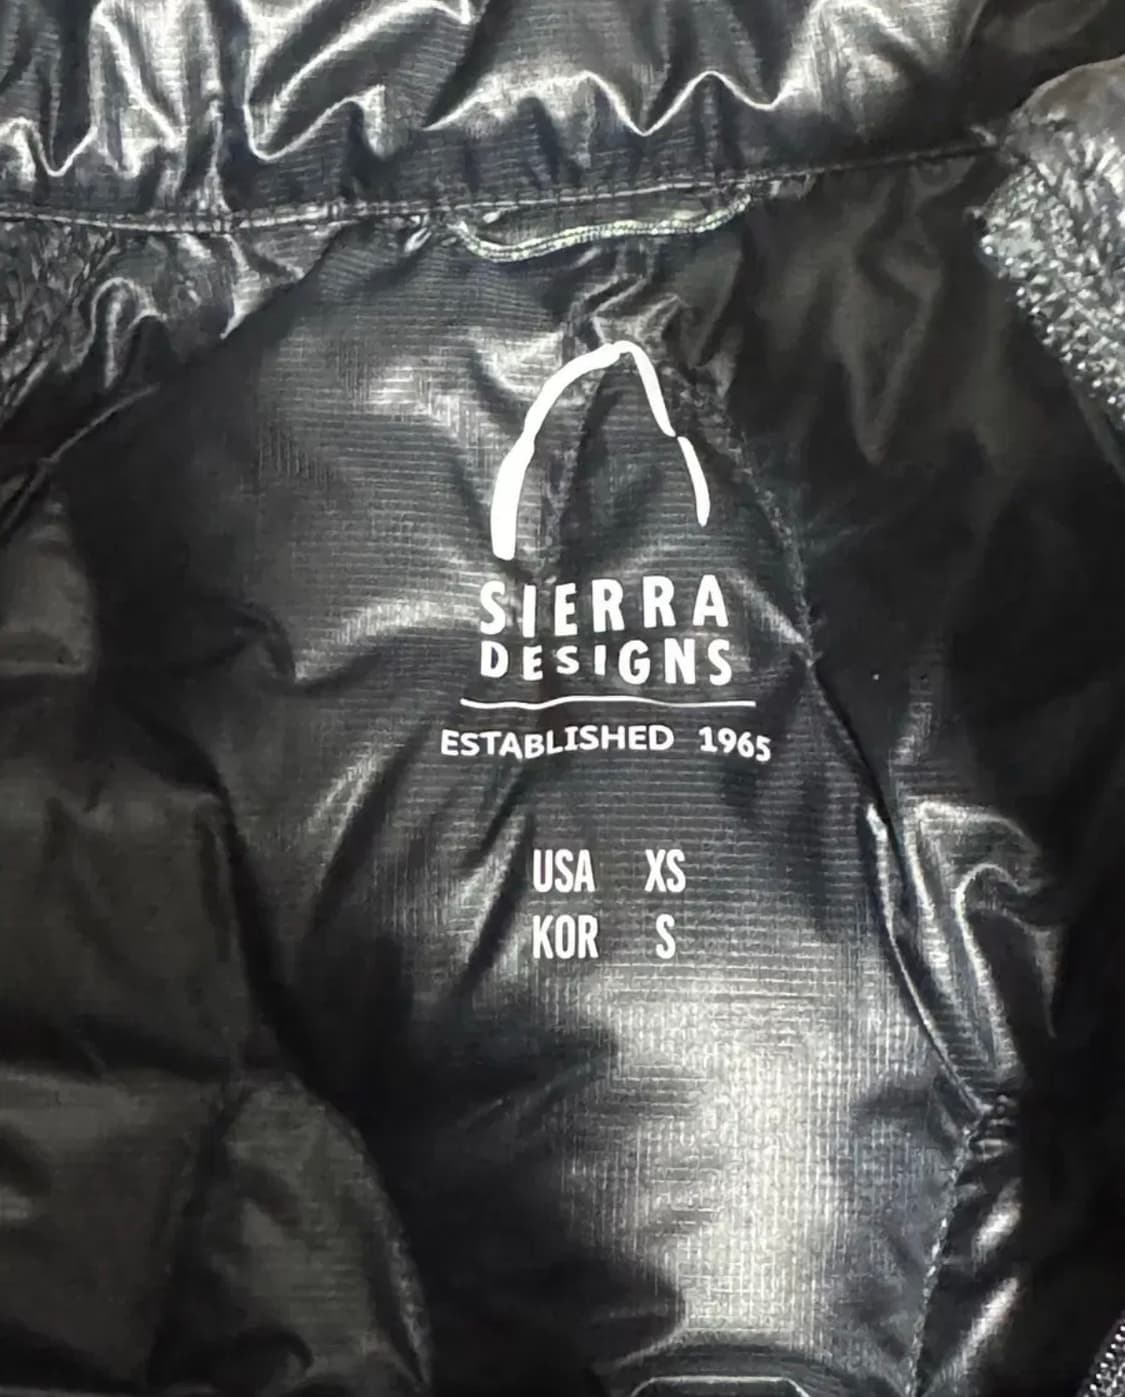 SIERRA
DESIGNS
ESTABLISHED 1965
USA XS
KOR S